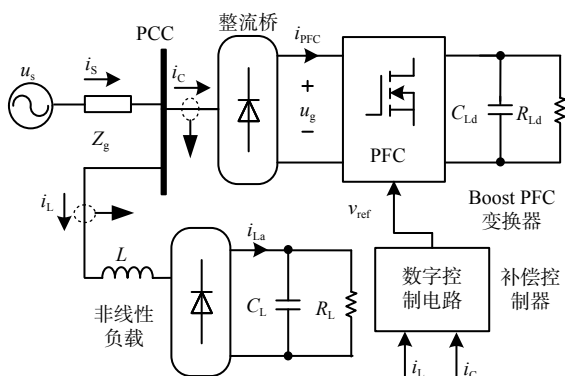 PCC
整流桥
i_PFC
u_s
i_S
i_C
+
u_g
−
C_Ld
R_Ld
Z_g
PFC
Boost PFC
变换器
v_ref
i_L
i_La
L
数字控
制电路
补偿控
制器
C_L
R_L
非线性
负载
i_L
i_C